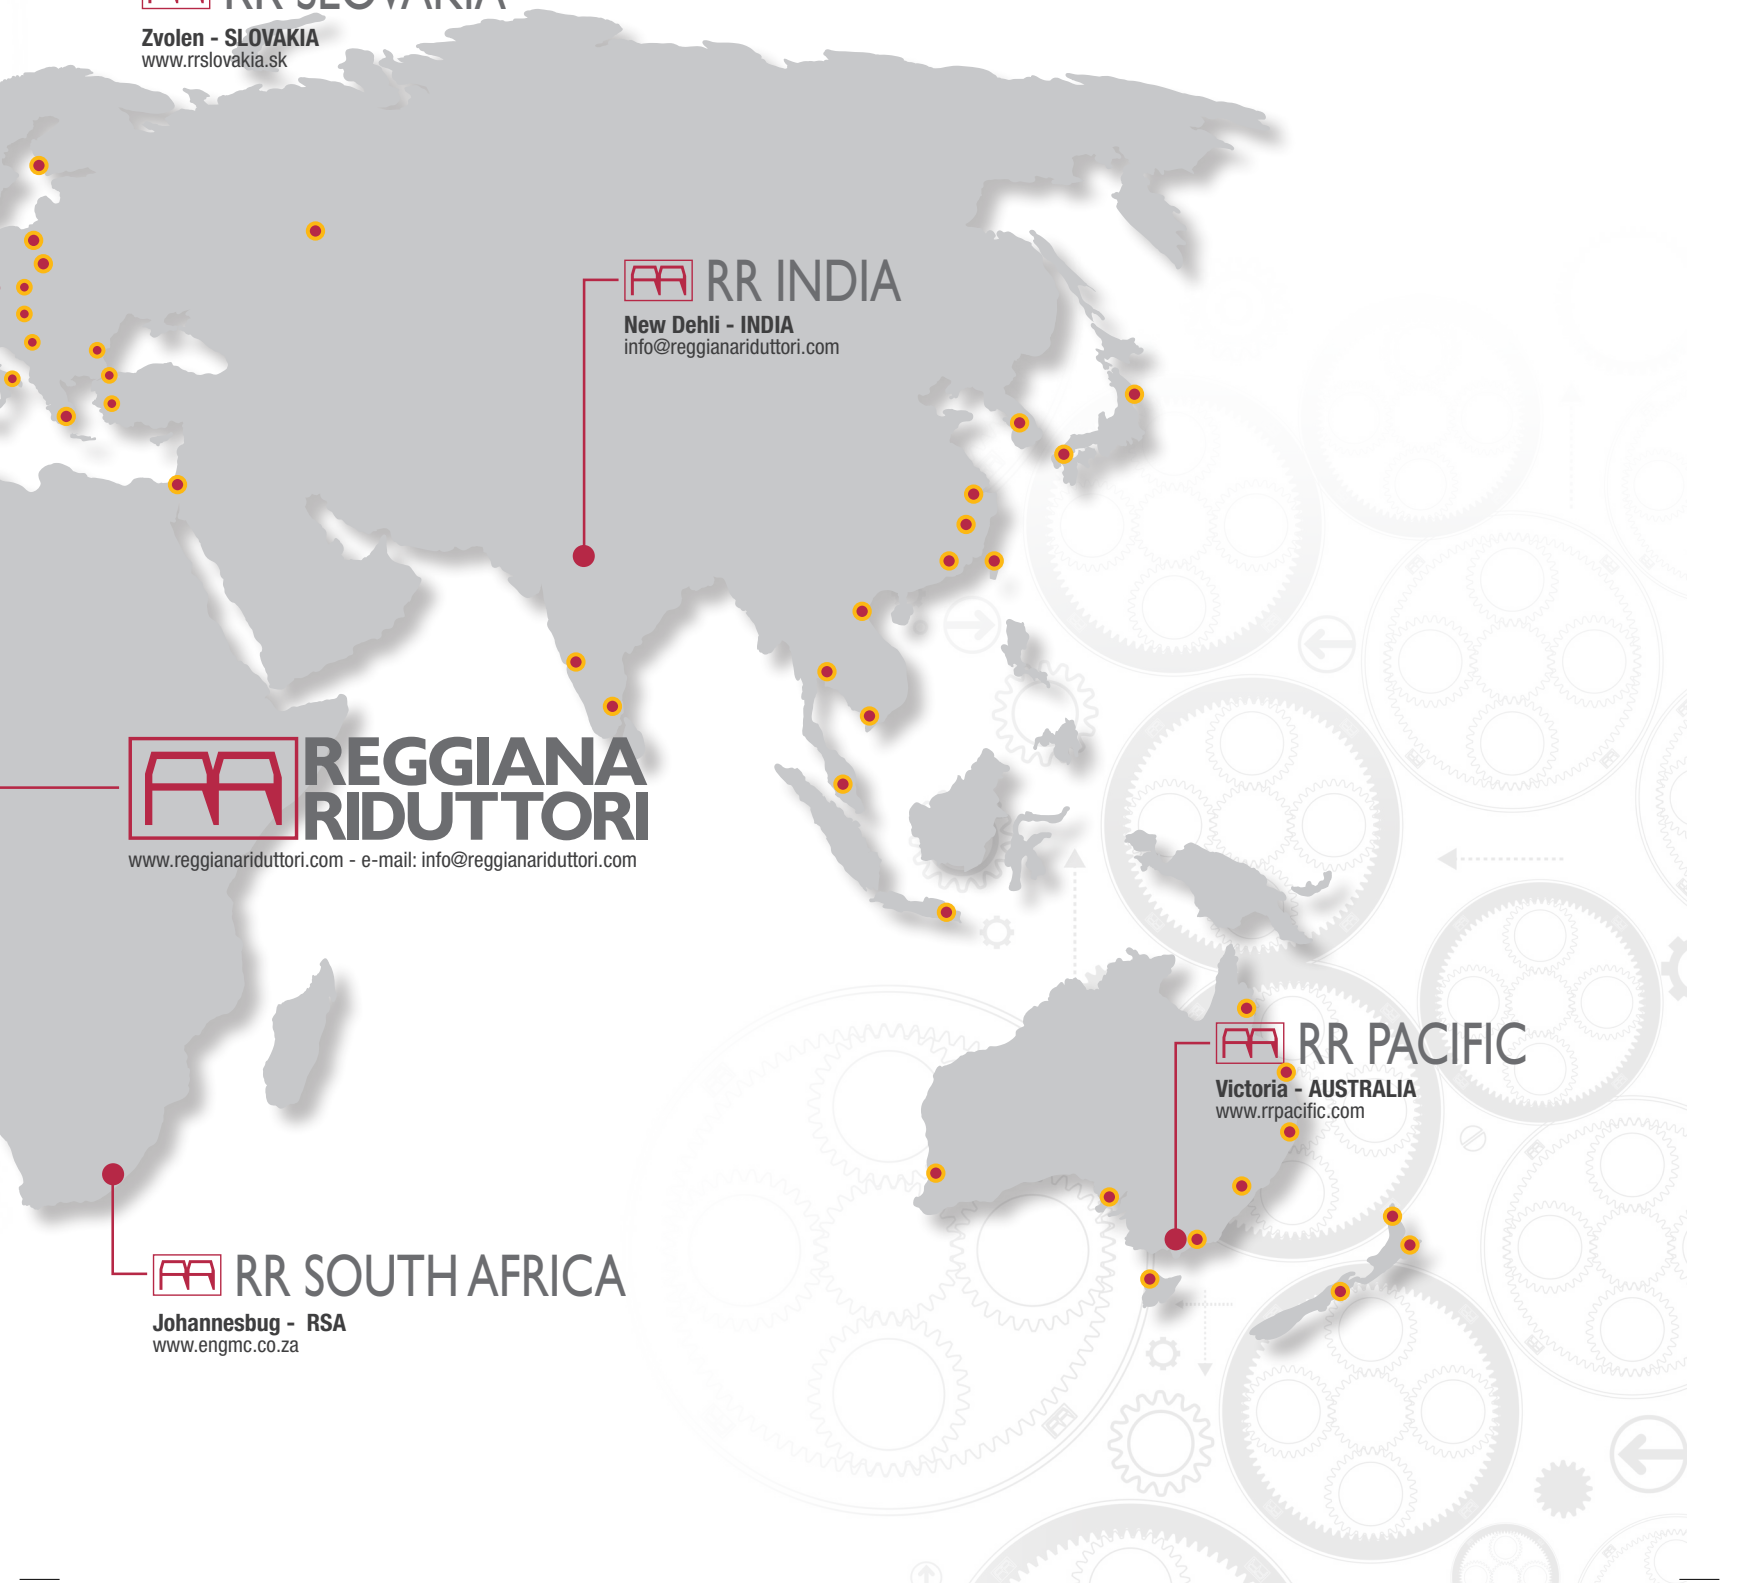 RR SLOVAKIA
Zvolen - SLOVAKIA
www.rrslovakia.sk
RR INDIA
New Dehli - INDIA
info@reggianariduttori.com
REGGIANA
RIDUTTORI
www.reggianariduttori.com - e-mail: info@reggianariduttori.com
RR PACIFIC
Victoria - AUSTRALIA
www.rrpacific.com
RR SOUTH AFRICA
Johannesbug - RSA
www.engmc.co.za